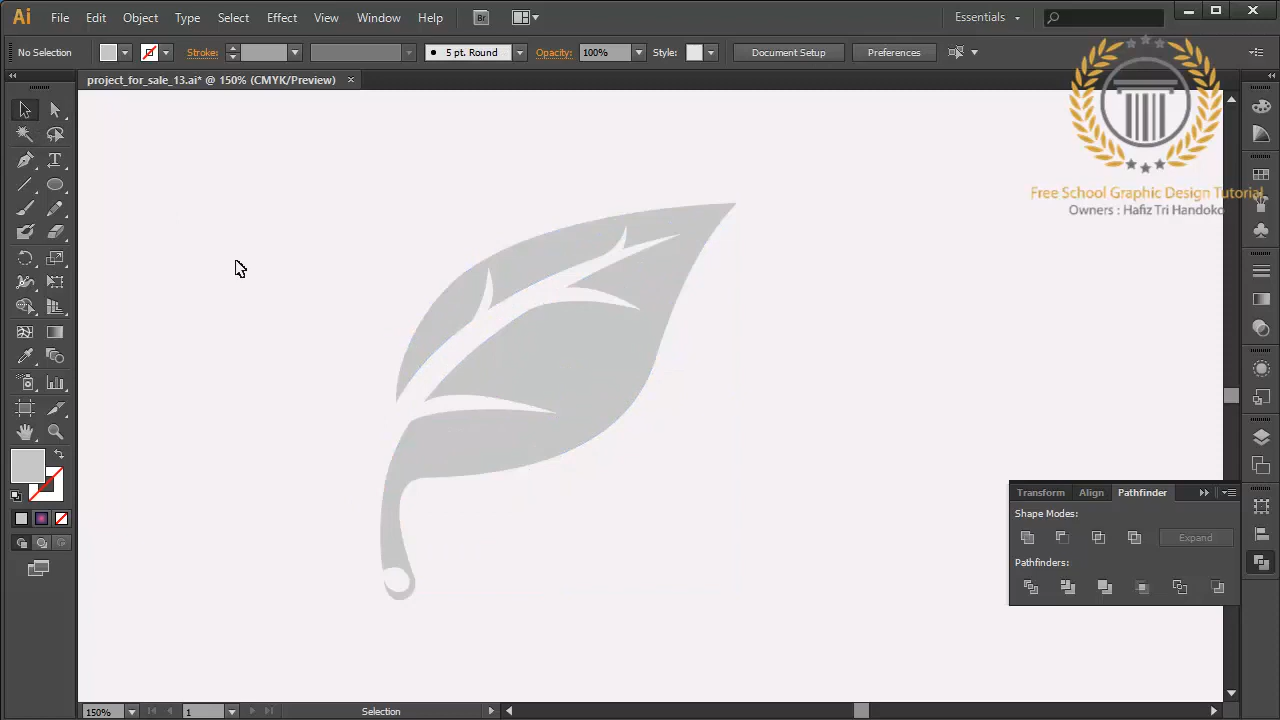 Ai File Edit Object Type Select Effect View Window Help Br Essentials
No Selection Stroke: 5 pt. Round Opacity: 100% Style: Document Setup Preferences
project_for_sale_13.ai* @ 150% (CMYK/Preview)
Free School Graphic Design Tutorial
Owners : Hafiz Tri Handoko
Transform Align Pathfinder
Shape Modes:
Expand
Pathfinders:
150% 1 Selection